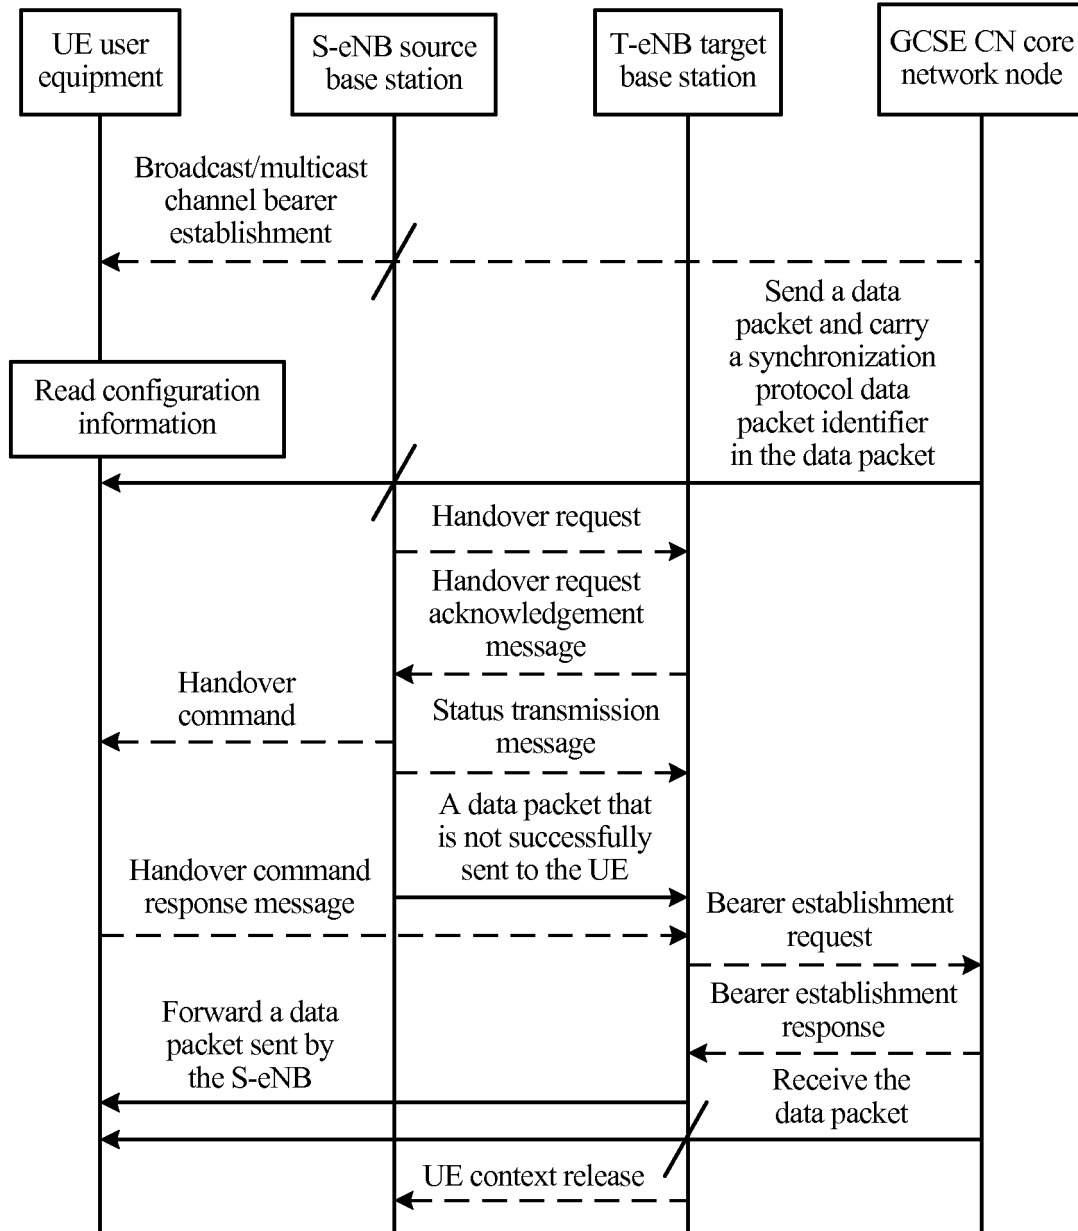 UE user
equipment
S-eNB source
base station
T-eNB target
base station
GCSE CN core
network node
Broadcast/multicast
channel bearer
establishment
Send a data
packet and carry
a synchronization
protocol data
packet identifier
in the data packet
Read configuration
information
Handover request
Handover request
acknowledgement
message
Handover
command
Status transmission
message
A data packet that
is not successfully
sent to the UE
Handover command
response message
Bearer establishment
request
Bearer establishment
response
Forward a data
packet sent by
the S-eNB
Receive the
data packet
UE context release